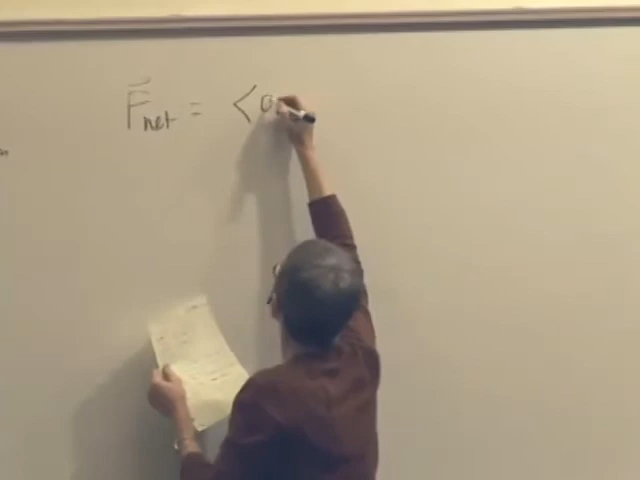 F⃗net = <0